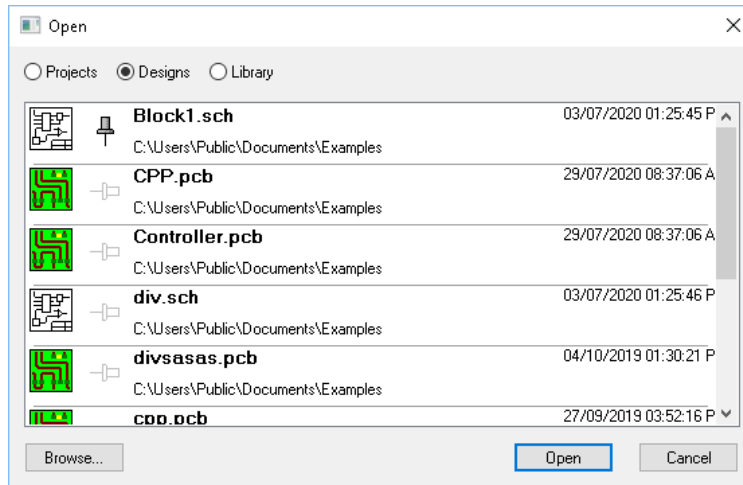 Open
Projects Designs Library
Block1.sch 03/07/2020 01:25:45 P
C:\Users\Public\Documents\Examples
CPP.pcb 29/07/2020 08:37:06 A
C:\Users\Public\Documents\Examples
Controller.pcb 29/07/2020 08:37:06 A
C:\Users\Public\Documents\Examples
div.sch 03/07/2020 01:25:46 P
C:\Users\Public\Documents\Examples
divsasas.pcb 04/10/2019 01:30:21 P
C:\Users\Public\Documents\Examples
cpp.pcb 27/09/2019 03:52:16 P
Browse... Open Cancel